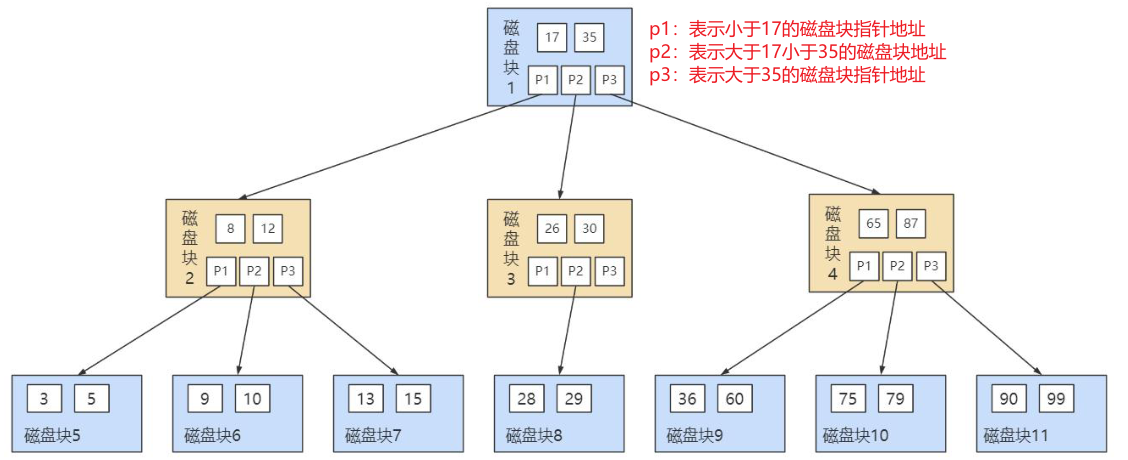 磁盘块1
17 35
P1 P2 P3
p1：表示小于17的磁盘块指针地址
p2：表示大于17小于35的磁盘块地址
p3：表示大于35的磁盘块指针地址
磁盘块2
8 12
P1 P2 P3
磁盘块3
26 30
P1 P2 P3
磁盘块4
65 87
P1 P2 P3
3 5
磁盘块5
9 10
磁盘块6
13 15
磁盘块7
28 29
磁盘块8
36 60
磁盘块9
75 79
磁盘块10
90 99
磁盘块11